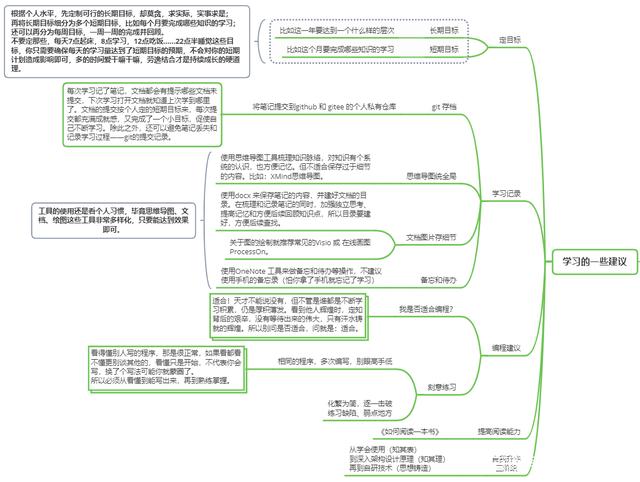 学习的一些建议
定目标
长期目标
比如这一年要达到一个什么样的层次
短期目标
比如这个月要完成哪些知识的学习
根据个人水平，先定制可行的长期目标，却莫贪，求实际，实事求是；
再将长期目标细分为多个短期目标，比如每个月要完成哪些知识的学习；
还可以再分为每周目标，一周一周的完成并回顾。
不要定那些，每天7点起床，8点学习，12点吃饭……22点半睡觉这些目
标，你只需要确保每天的学习量达到了短期目标的预期，不会对你的短期
计划造成影响即可，多的时间爱干嘛干嘛，劳逸结合才是持续成长的硬道
理。
学习记录
git 存档
将笔记提交到github 和 gitee 的个人私有仓库
每次学习记了笔记，文档都会有提示哪些文档未
提交，下次学习打开文档就知道上次学到哪里
了。文档的提交按个人定的短期目标来，每次提
交都充满成就感，又完成了一个小目标，促使自
己不断学习。除此之外，还可以避免笔记丢失和
记录学习过程——git的提交记录。
思维导图统全局
使用思维导图工具梳理知识脉络，对知识有个系
统的认识，也方便记忆。但不适合保存过于细节
的内容。比如：XMind思维导图。
文档图片存细节
使用docx 来保存笔记的内容，并建好文档的目
录。在梳理和记录笔记的同时，加强独立思考、
提高记忆和方便后续回顾知识点，所以目录要建
好，方便后续查找。
关于图的绘制就推荐常见的Visio 或 在线画图
ProcessOn。
备忘和待办
使用OneNote 工具来做备忘和待办等操作，不建议
使用手机的备忘录（怕你拿了手机就忘记了学习）
工具的使用还是看个人习惯，毕竟思维导图、文
档、绘图这些工具非常多样化，只要能达到效果
即可。
编程建议
我是否适合编程？
适合！天才不能说没有，但不管是谁都是不断学
习积累，仍是厚积薄发。看到他人辉煌时，定知
背后的艰辛，没有等待出来的伟大，只有汗水铸
就的辉煌。所以别问是否适合，问就是：适合。
刻意练习
相同的程序，多次编写，别眼高手低
看得懂别人写的程序，那是很正常，如果看都看
不懂更别谈其他的，看懂只是开始，不代表你会
写，换了个写法可能你就蒙圈了。
所以必须从看懂到能写出来，再到熟练掌握。
化繁为简，逐一击破
练习缺陷、弱点地方
提高阅读能力
《如何阅读一本书》
三阶段
从学会使用（知其表）
到深入架构设计原理（知其理）
再到自研技术（思想铸造）